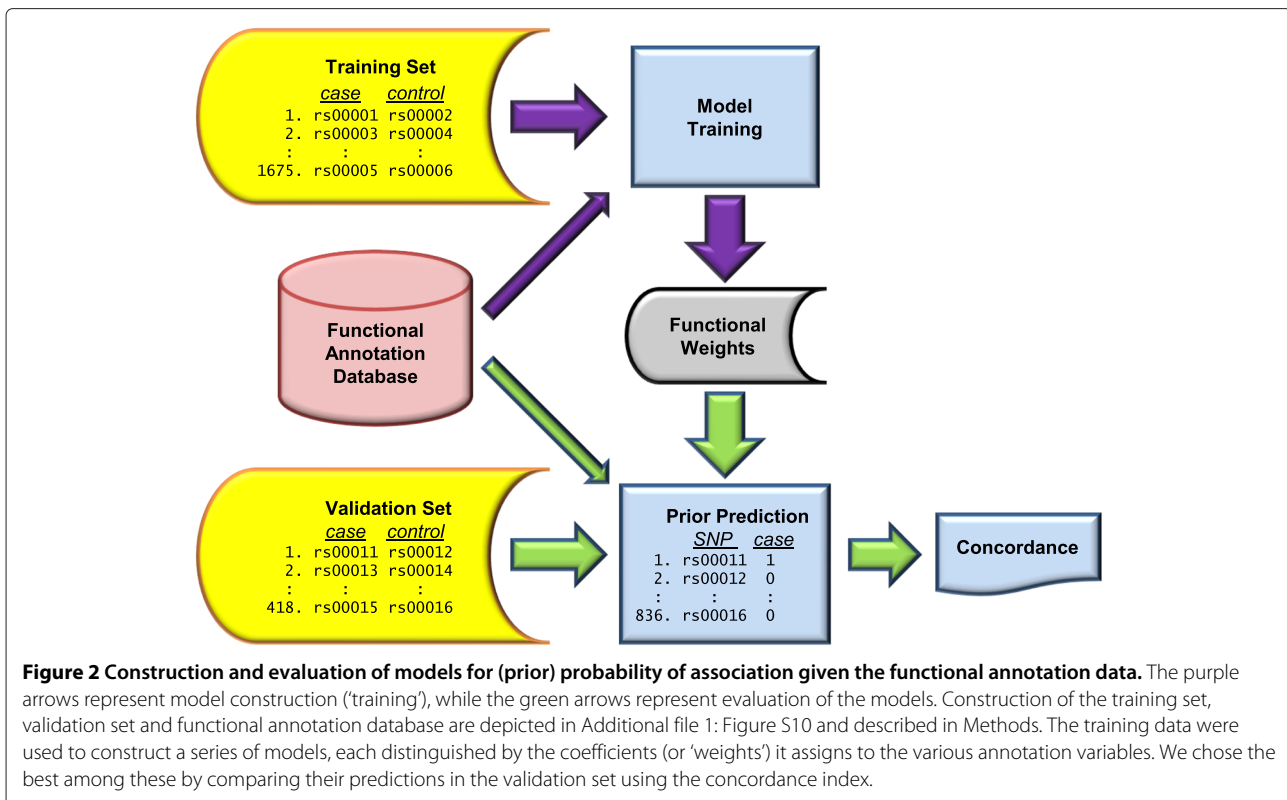 Training Set
case control
1. rs00001 rs00002
2. rs00003 rs00004
: : :
1675. rs00005 rs00006
Model
Training
Functional
Annotation
Database
Functional
Weights
Validation Set
case control
1. rs00011 rs00012
2. rs00013 rs00014
: : :
418. rs00015 rs00016
Prior Prediction
SNP case
1. rs00011 1
2. rs00012 0
: : :
836. rs00016 0
Concordance
Figure 2 Construction and evaluation of models for (prior) probability of association given the functional annotation data. The purple
arrows represent model construction (‘training’), while the green arrows represent evaluation of the models. Construction of the training set,
validation set and functional annotation database are depicted in Additional file 1: Figure S10 and described in Methods. The training data were
used to construct a series of models, each distinguished by the coefficients (or ‘weights’) it assigns to the various annotation variables. We chose the
best among these by comparing their predictions in the validation set using the concordance index.